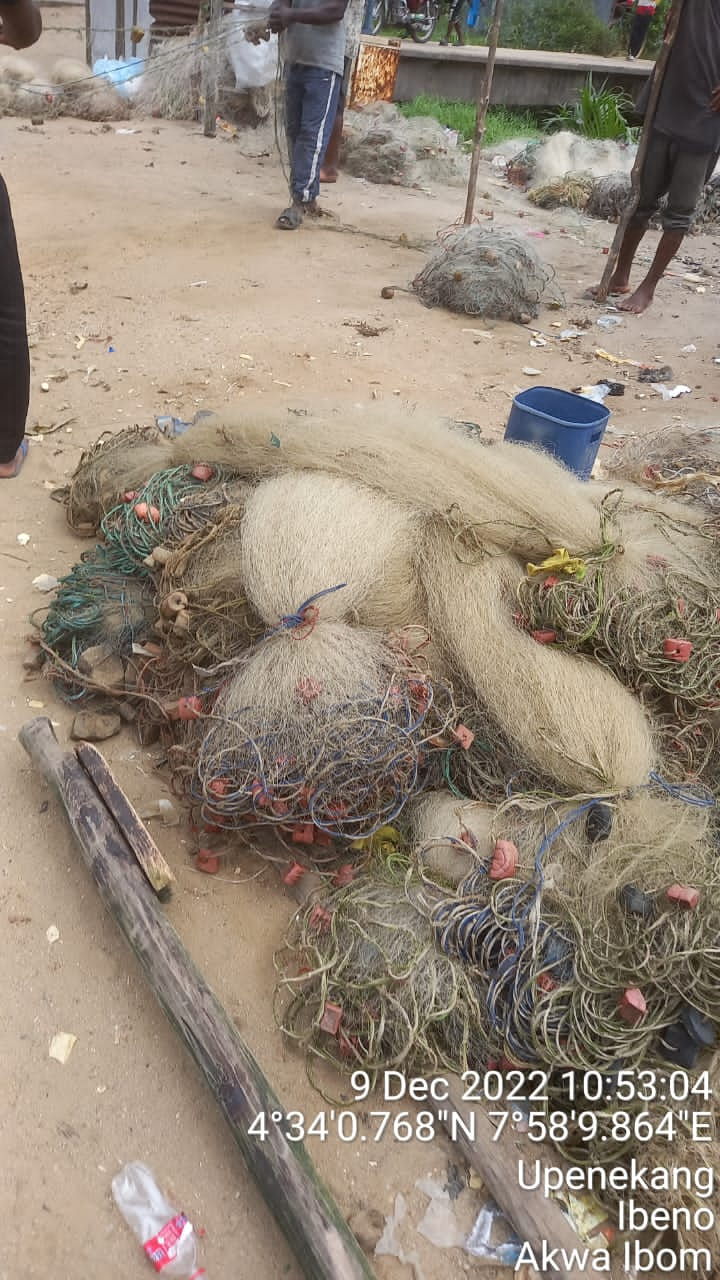 9 Dec 2022 10:53:04
4°34'0.768"N 7°58'9.864"E
Upenekang
Ibeno
Akwa Ibom